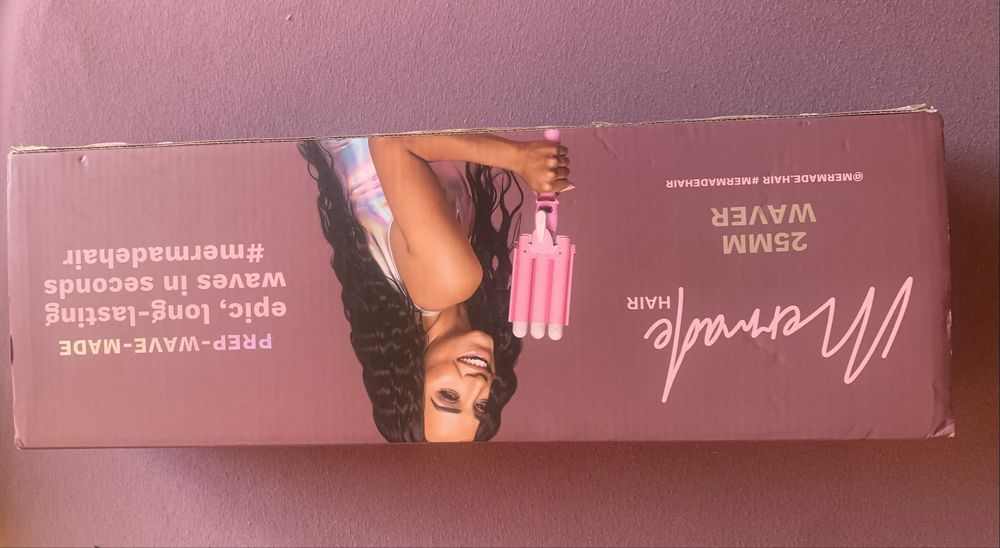 Mermade
HAIR
25MM
WAVER
@MERMADE.HAIR #MERMADEHAIR
PREP-WAVE-MADE
epic, long-lasting
waves in seconds
#mermadehair